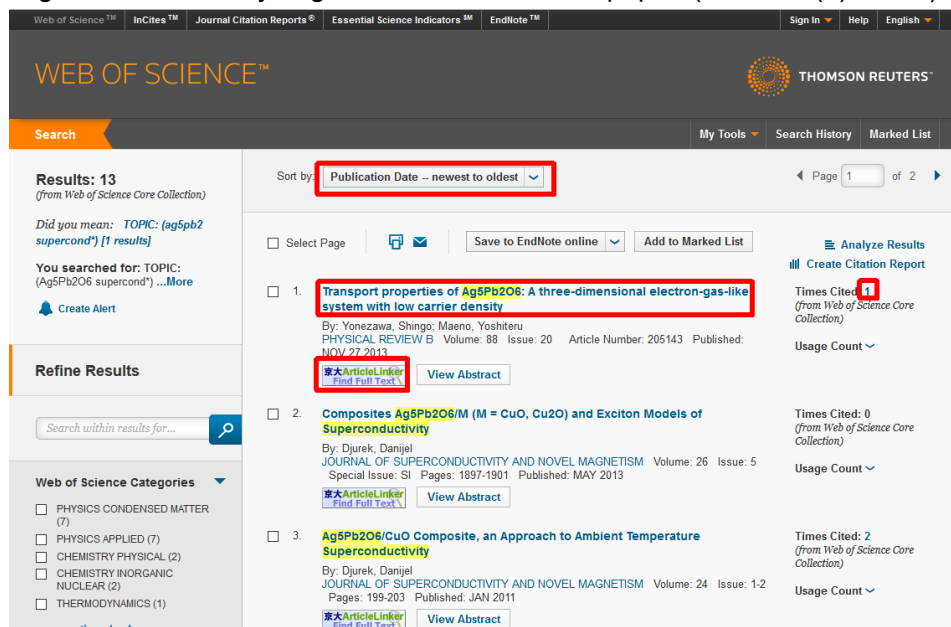 Web of Science™ InCites™ Journal Citation Reports® Essential Science Indicators℠ EndNote™ Sign In Help English
WEB OF SCIENCE™
THOMSON REUTERS™
Search My Tools Search History Marked List
Results: 13
(from Web of Science Core Collection)
Did you mean: TOPIC: (ag5pb2
supercond*) [1 results]
You searched for: TOPIC:
(Ag5Pb2O6 supercond*) ...More
Create Alert
Refine Results
Search within results for...
Web of Science Categories
PHYSICS CONDENSED MATTER
(7)
PHYSICS APPLIED (7)
CHEMISTRY PHYSICAL (2)
CHEMISTRY INORGANIC
NUCLEAR (2)
THERMODYNAMICS (1)
Sort by: Publication Date -- newest to oldest
Page 1 of 2
Select Page
Save to EndNote online
Add to Marked List
Analyze Results
Create Citation Report
1. Transport properties of Ag5Pb2O6: A three-dimensional electron-gas-like
system with low carrier density
By: Yonezawa, Shingo; Maeno, Yoshiteru
PHYSICAL REVIEW B Volume: 88 Issue: 20 Article Number: 205143 Published:
NOV 27 2013
京大ArticleLinker
Find Full Text
View Abstract
Times Cited: 1
(from Web of Science Core
Collection)
Usage Count
2. Composites Ag5Pb2O6/M (M = CuO, Cu2O) and Exciton Models of
Superconductivity
By: Djurek, Danijel
JOURNAL OF SUPERCONDUCTIVITY AND NOVEL MAGNETISM Volume: 26 Issue: 5
Special Issue: SI Pages: 1897-1901 Published: MAY 2013
京大ArticleLinker
Find Full Text
View Abstract
Times Cited: 0
(from Web of Science Core
Collection)
Usage Count
3. Ag5Pb2O6/CuO Composite, an Approach to Ambient Temperature
Superconductivity
By: Djurek, Danijel
JOURNAL OF SUPERCONDUCTIVITY AND NOVEL MAGNETISM Volume: 24 Issue: 1-2
Pages: 199-203 Published: JAN 2011
京大ArticleLinker
Find Full Text
View Abstract
Times Cited: 2
(from Web of Science Core
Collection)
Usage Count